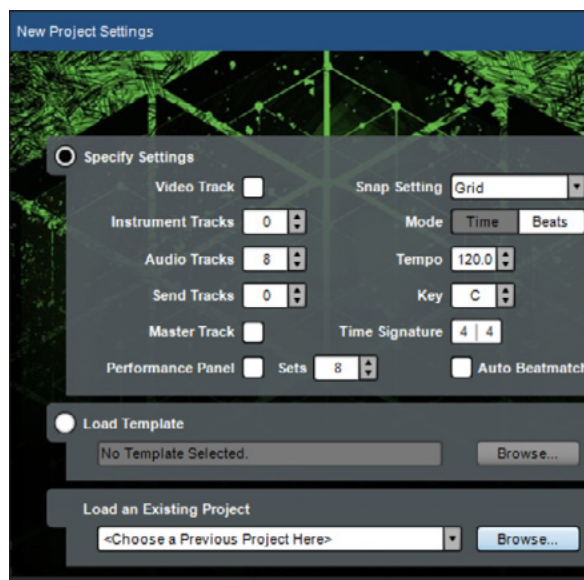 New Project Settings
Specify Settings
Video Track Snap Setting Grid
Instrument Tracks 0 Mode Time Beats
Audio Tracks 8 Tempo 120.0
Send Tracks 0 Key C
Master Track Time Signature 4 | 4
Performance Panel Sets 8 Auto Beatmatch
Load Template
No Template Selected. Browse...
Load an Existing Project
<Choose a Previous Project Here> Browse...